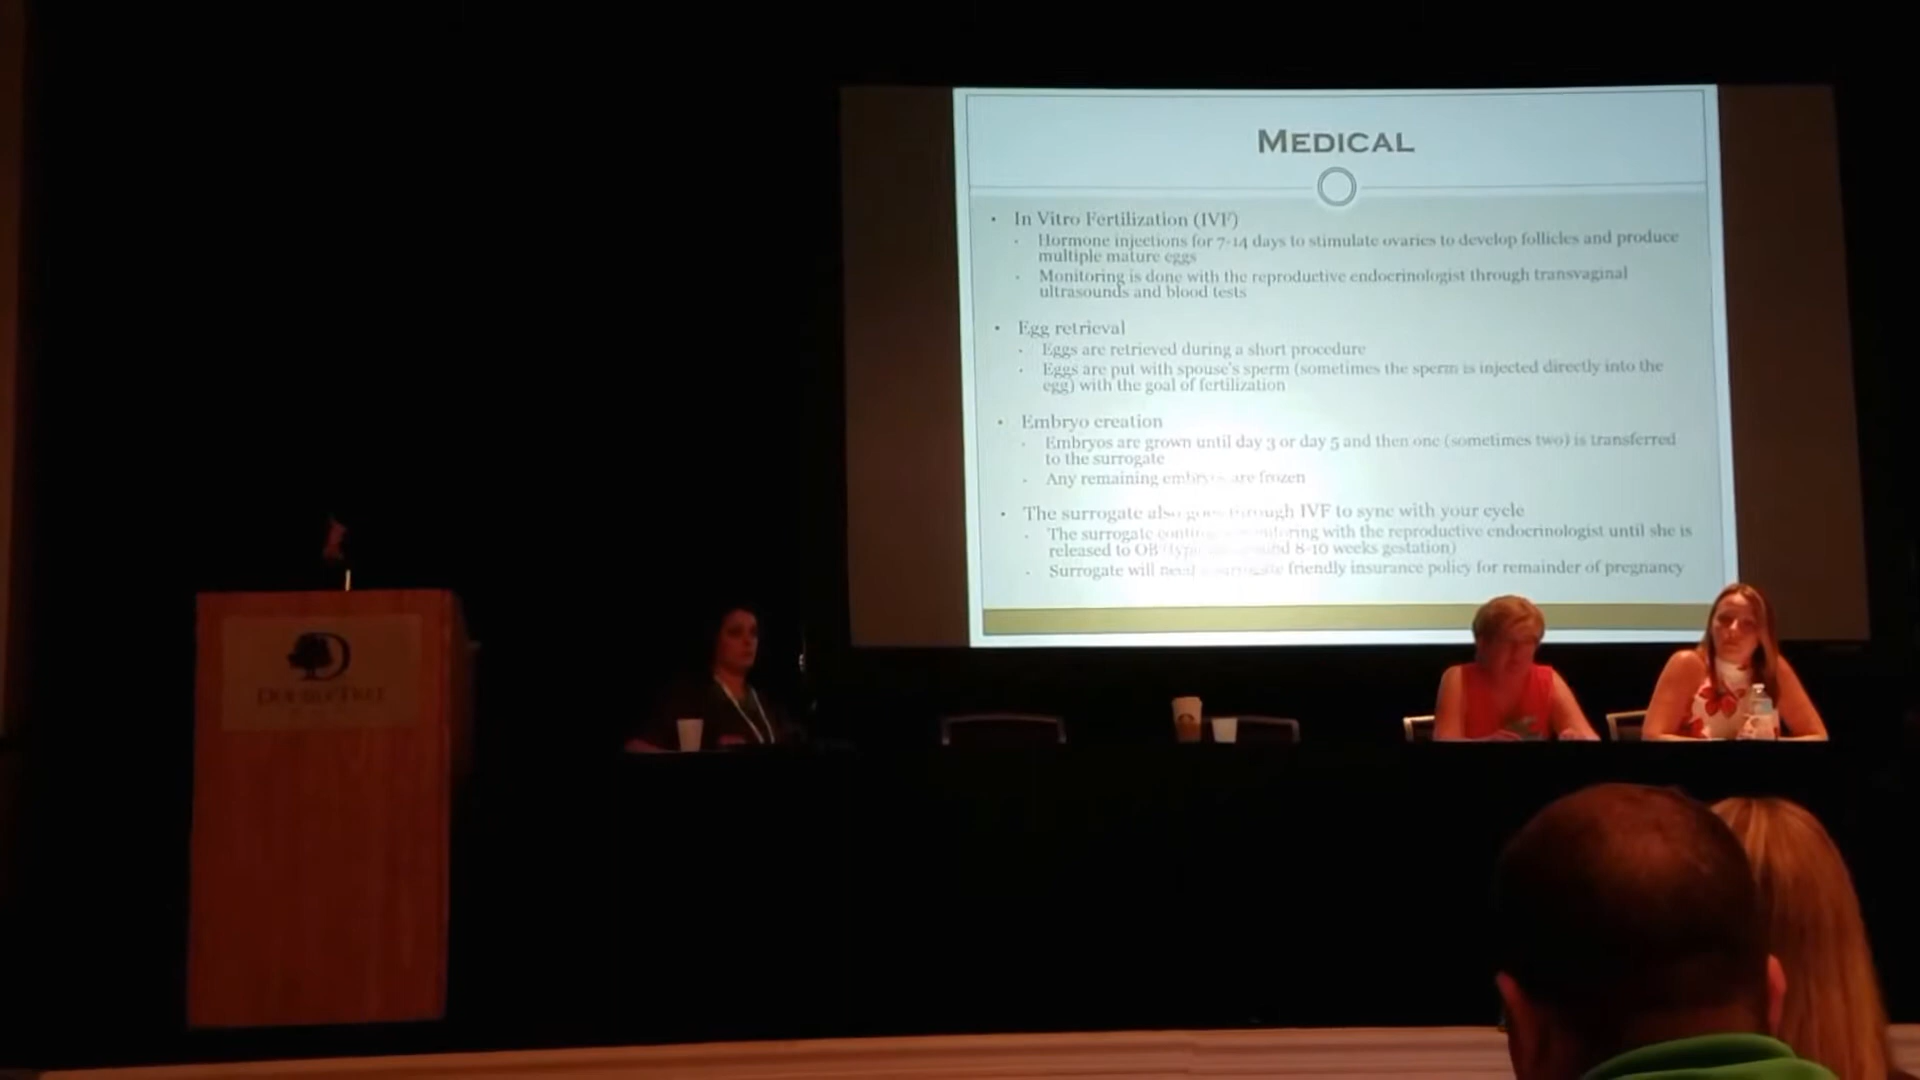 MEDICAL
• In Vitro Fertilization (IVF)
- Hormone injections for 7-14 days to stimulate ovaries to develop follicles and produce
multiple mature eggs
- Monitoring is done with the reproductive endocrinologist through transvaginal
ultrasounds and blood tests
• Egg retrieval
- Eggs are retrieved during a short procedure
- Eggs are put with spouse's sperm (sometimes the sperm is injected directly into the
egg) with the goal of fertilization
• Embryo creation
- Embryos are grown until day 3 or day 5 and then one (sometimes two) is transferred
to the surrogate
- Any remaining embryos are frozen
• The surrogate also goes through IVF to sync with your cycle
- The surrogate monitoring with the reproductive endocrinologist until she is
released to OB 8-10 weeks gestation)
- Surrogate will need friendly insurance policy for remainder of pregnancy
D
DOUBLETREE